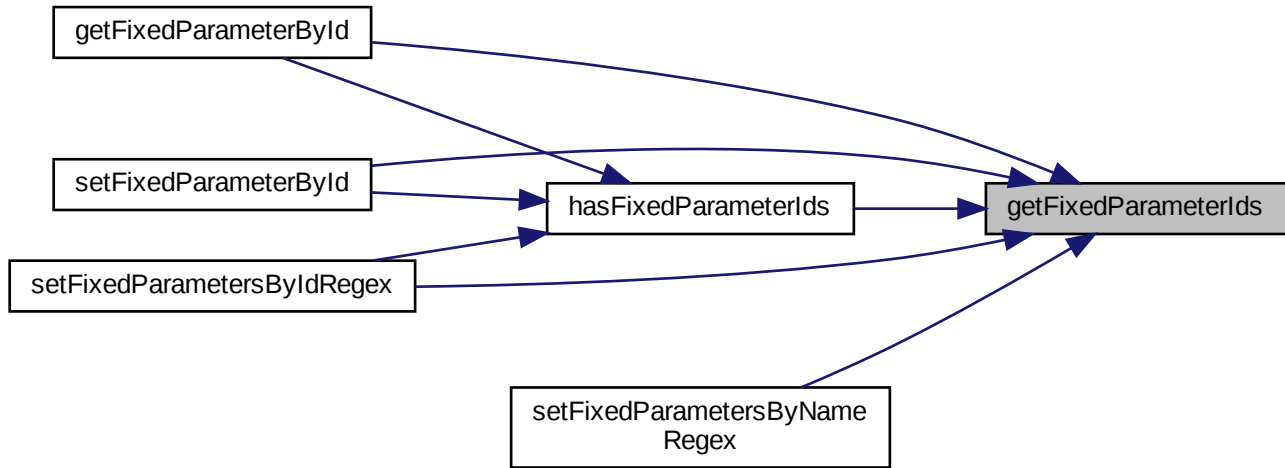 getFixedParameterById
setFixedParameterById
hasFixedParameterIds
getFixedParameterIds
setFixedParametersByIdRegex
setFixedParametersByName
Regex